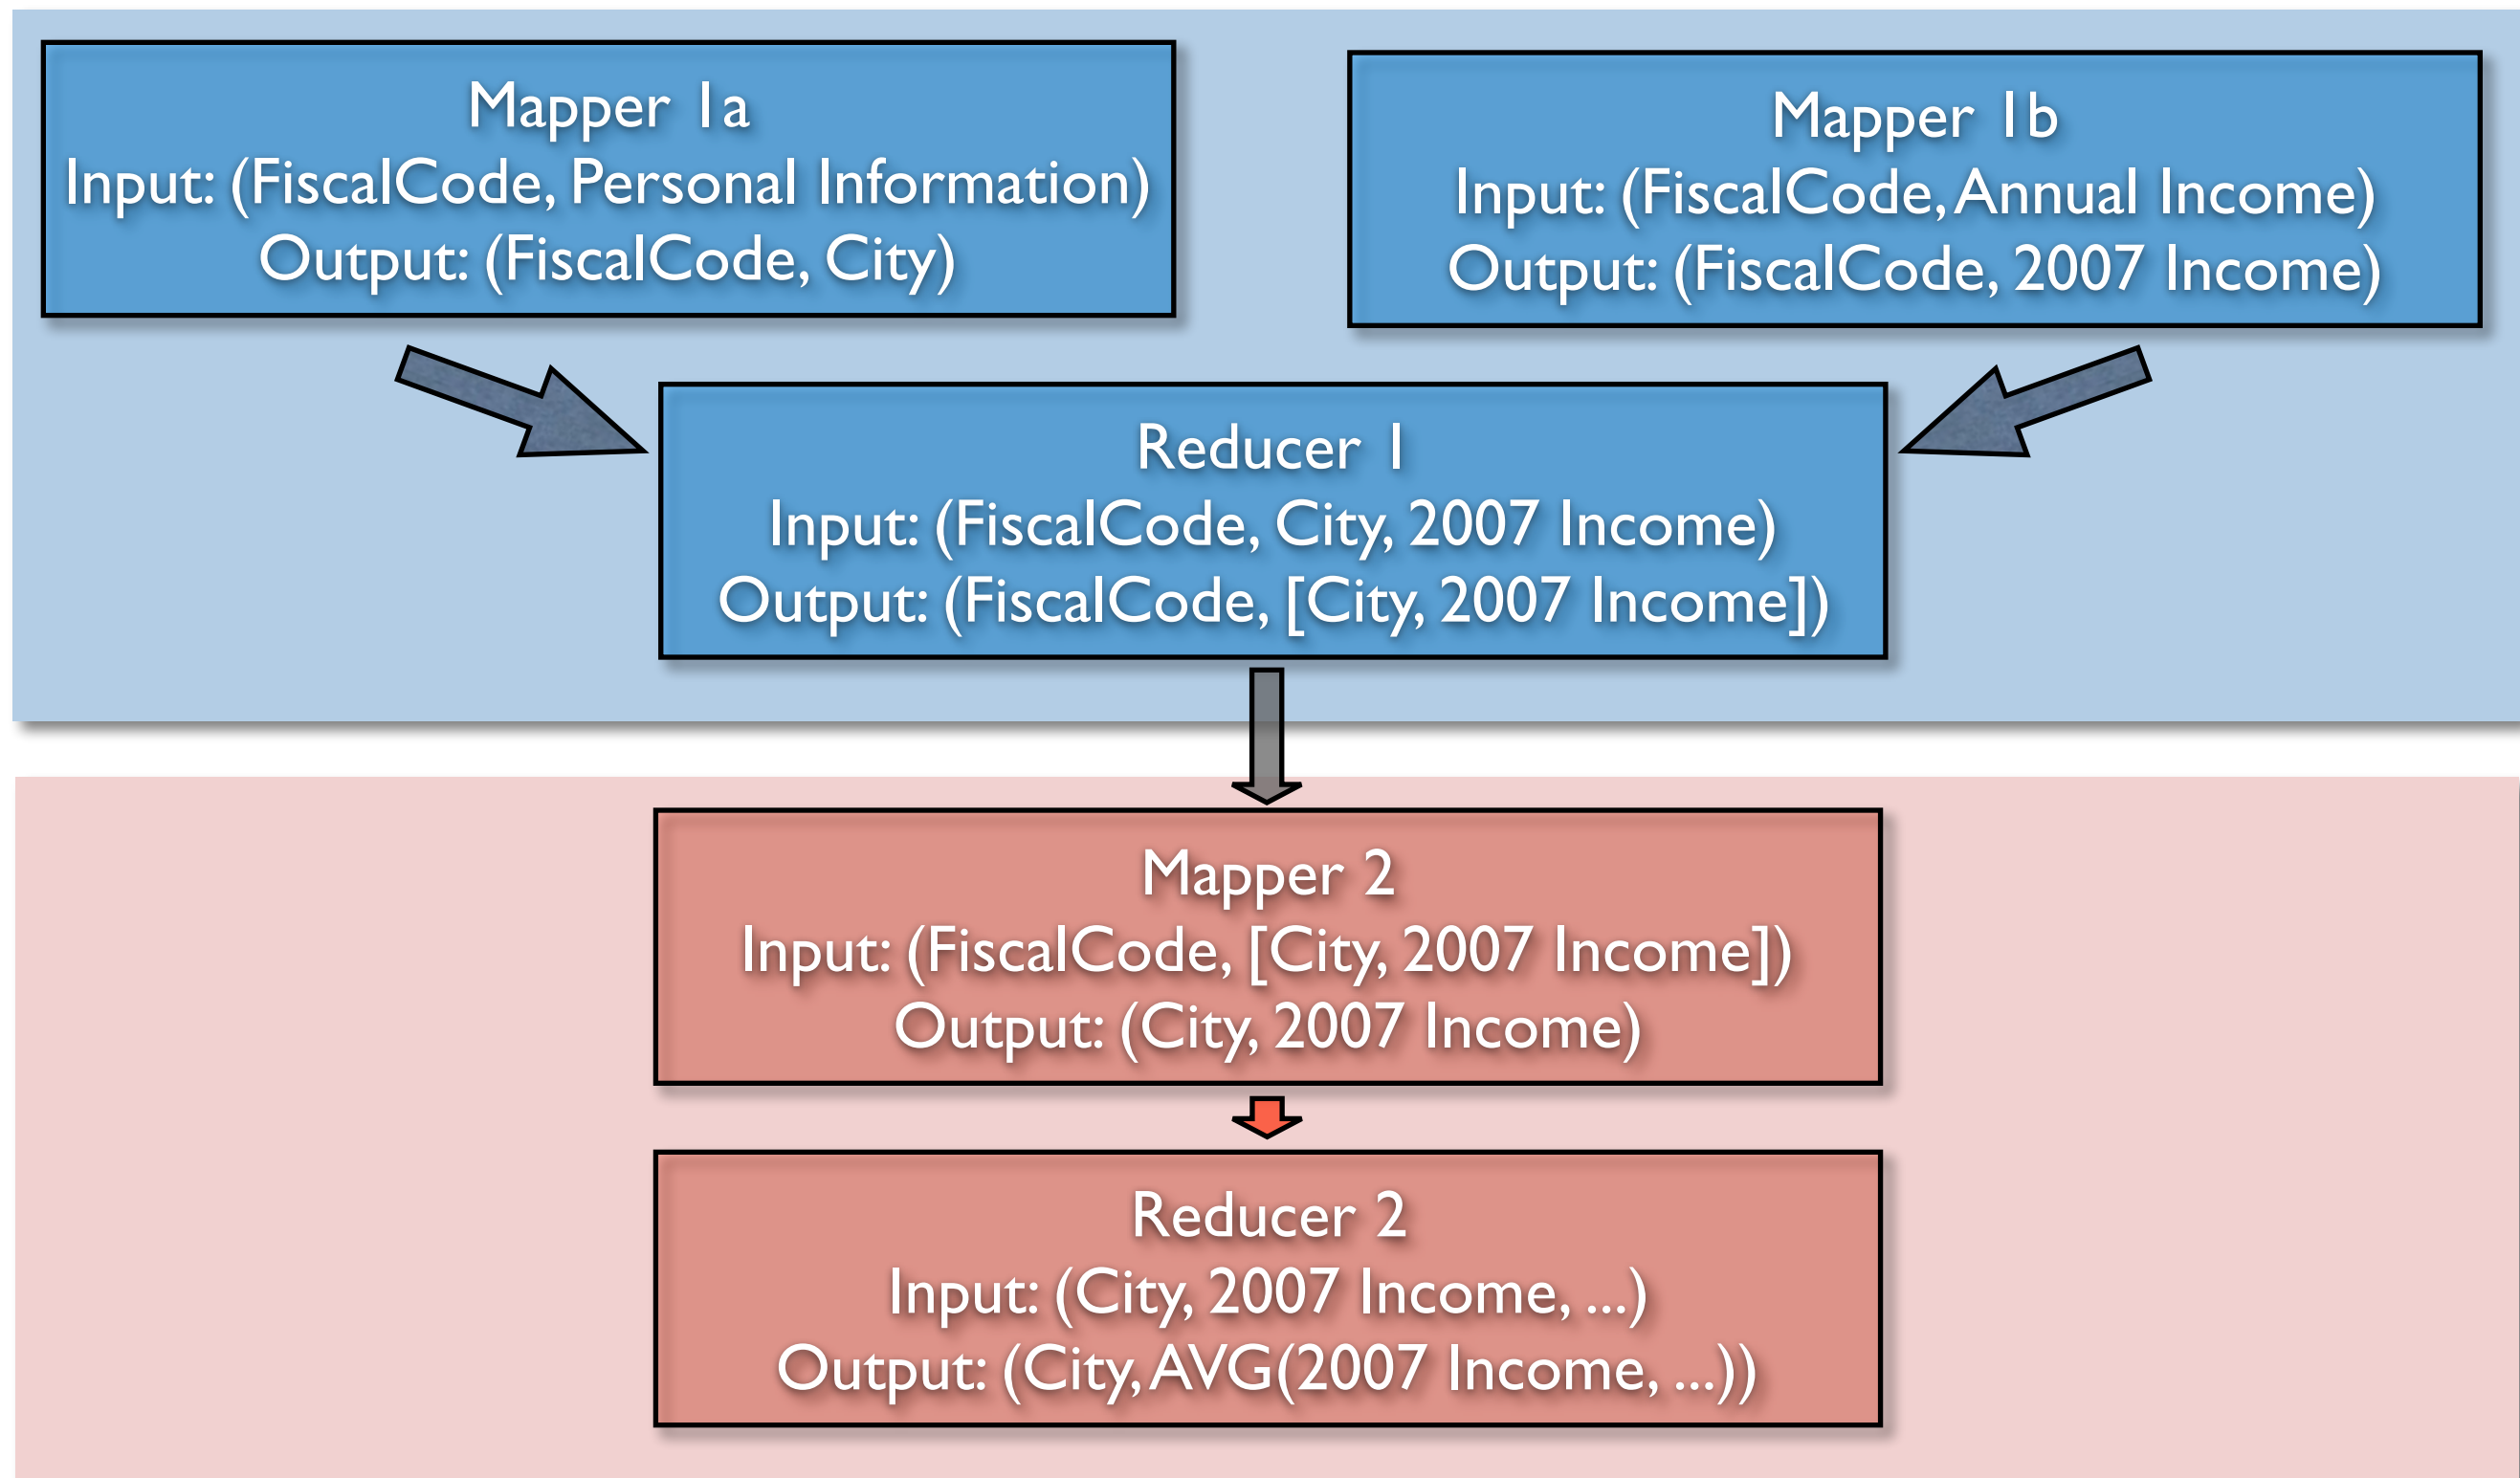 Mapper 1a
Input: (FiscalCode, Personal Information)
Output: (FiscalCode, City)
Mapper 1b
Input: (FiscalCode, Annual Income)
Output: (FiscalCode, 2007 Income)
Reducer 1
Input: (FiscalCode, City, 2007 Income)
Output: (FiscalCode, [City, 2007 Income])
Mapper 2
Input: (FiscalCode, [City, 2007 Income])
Output: (City, 2007 Income)
Reducer 2
Input: (City, 2007 Income, ...)
Output: (City, AVG(2007 Income, ...))